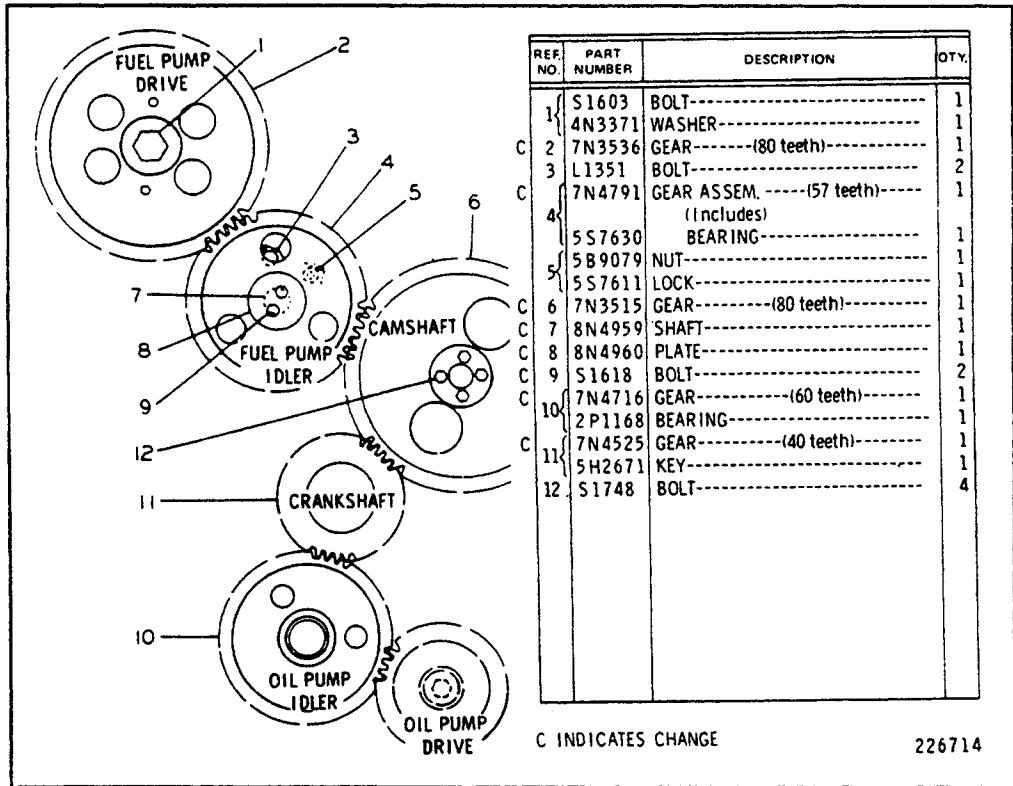 1
2
FUEL PUMP
DRIVE
3
4
5
6
7
8
9
FUEL PUMP
IDLER
CAMSHAFT
12
11
CRANKSHAFT
10
OIL PUMP
IDLER
OIL PUMP
DRIVE
REF. NO. PART NUMBER DESCRIPTION QTY.
1{ S1603 BOLT------------------------------ 1
4N3371 WASHER---------------------------- 1
C 2 7N3536 GEAR-------(80 teeth)------------- 1
3 L1351 BOLT------------------------------ 2
C 4{ 7N4791 GEAR ASSEM. -----(57 teeth)----- 1
(Includes)
5S7630 BEARING------------------ 1
5{ 5B9079 NUT------------------------------- 1
5S7611 LOCK------------------------------ 1
C 6 7N3515 GEAR---------(80 teeth)----------- 1
C 7 8N4959 SHAFT----------------------------- 1
C 8 8N4960 PLATE----------------------------- 1
C 9 S1618 BOLT------------------------------ 2
C 10{ 7N4716 GEAR-----------(60 teeth)--------- 1
2P1168 BEARING--------------------------- 1
C 11{ 7N4525 GEAR----------(40 teeth)---------- 1
5H2671 KEY------------------------------- 1
12 S1748 BOLT------------------------------ 4
C INDICATES CHANGE
226714